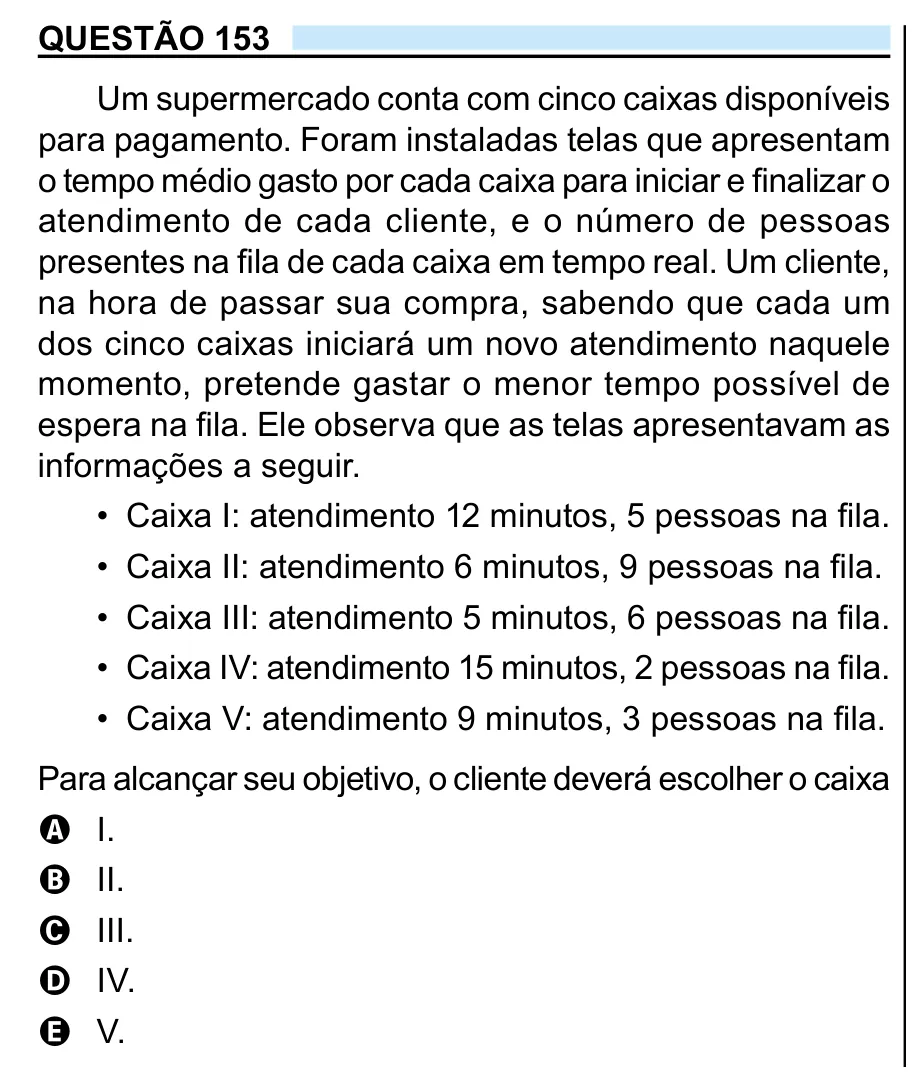 QUESTÃO 153
Um supermercado conta com cinco caixas disponíveis
para pagamento. Foram instaladas telas que apresentam
o tempo médio gasto por cada caixa para iniciar e finalizar o
atendimento de cada cliente, e o número de pessoas
presentes na fila de cada caixa em tempo real. Um cliente,
na hora de passar sua compra, sabendo que cada um
dos cinco caixas iniciará um novo atendimento naquele
momento, pretende gastar o menor tempo possível de
espera na fila. Ele observa que as telas apresentavam as
informações a seguir.
• Caixa I: atendimento 12 minutos, 5 pessoas na fila.
• Caixa II: atendimento 6 minutos, 9 pessoas na fila.
• Caixa III: atendimento 5 minutos, 6 pessoas na fila.
• Caixa IV: atendimento 15 minutos, 2 pessoas na fila.
• Caixa V: atendimento 9 minutos, 3 pessoas na fila.
Para alcançar seu objetivo, o cliente deverá escolher o caixa
A I.
B II.
C III.
D IV.
E V.